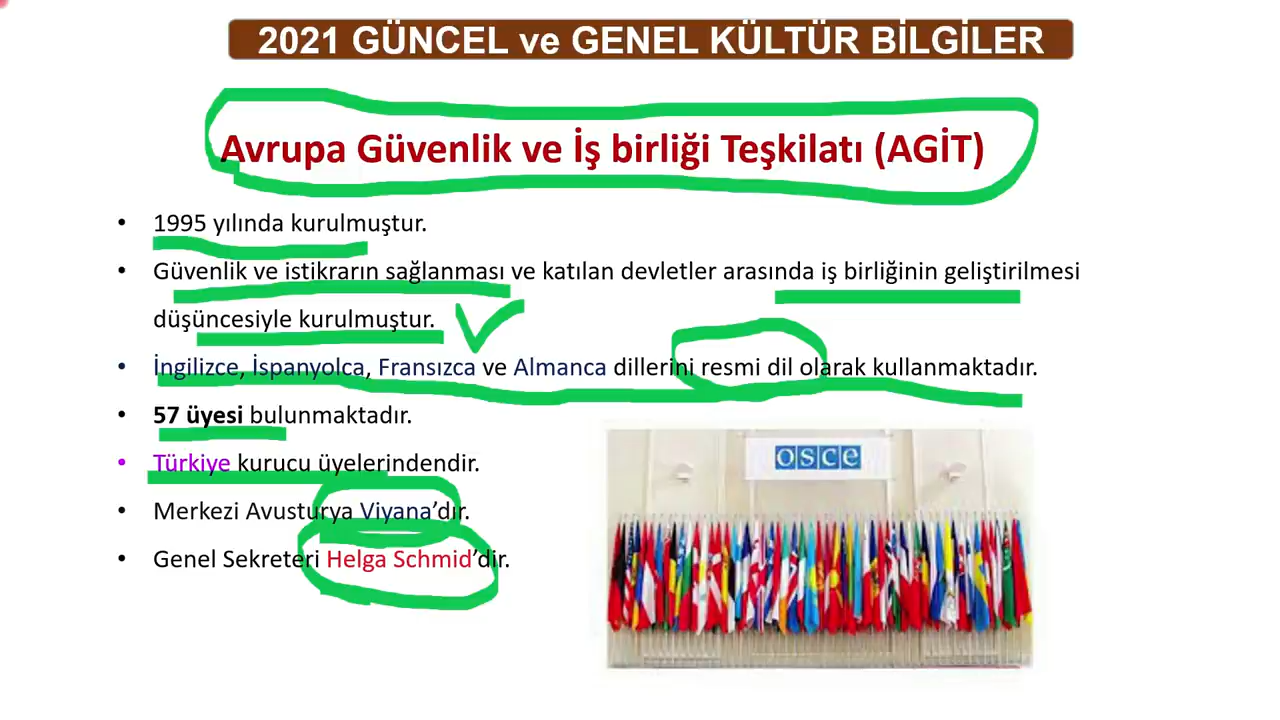 2021 GÜNCEL ve GENEL KÜLTÜR BİLGİLER
Avrupa Güvenlik ve İş birliği Teşkilatı (AGİT)
• 1995 yılında kurulmuştur.
• Güvenlik ve istikrarın sağlanması ve katılan devletler arasında iş birliğinin geliştirilmesi
düşüncesiyle kurulmuştur.
• İngilizce, İspanyolca, Fransızca ve Almanca dillerini resmi dil olarak kullanmaktadır.
• 57 üyesi bulunmaktadır.
• Türkiye kurucu üyelerindendir.
• Merkezi Avusturya Viyana’dır.
• Genel Sekreteri Helga Schmid’dir.
osce